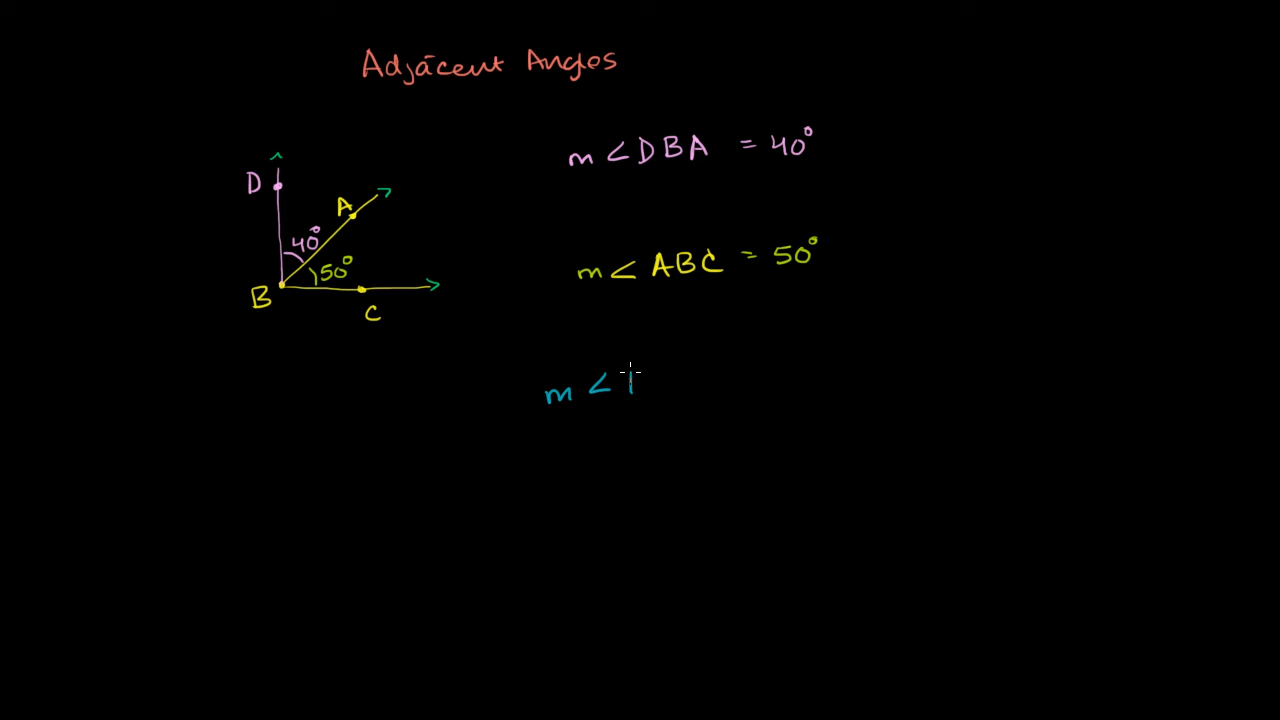 Adjacent Angles
m ∠ DBA = 40°
D
A
40°
50°
B
C
m ∠ ABC = 50°
m ∠